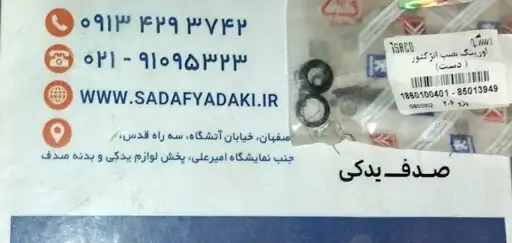 ۰۹۱۳ ۴۲۹ ۳۷۴۲
۰۲۱ - ۹۱۰۹۵۳۲۳
WWW.SADAFYADAKI.IR
صفهان، خیابان آتشگاه، سه راه قدس،
جنب نمایشگاه امیرعلی، پخش لوازم یدکی و بدنه صدف
ISACO
اورینگ نصب انژکتور
(دست)
1860100401 - 85013949
پژو ۲۰۶
صدف یدکی